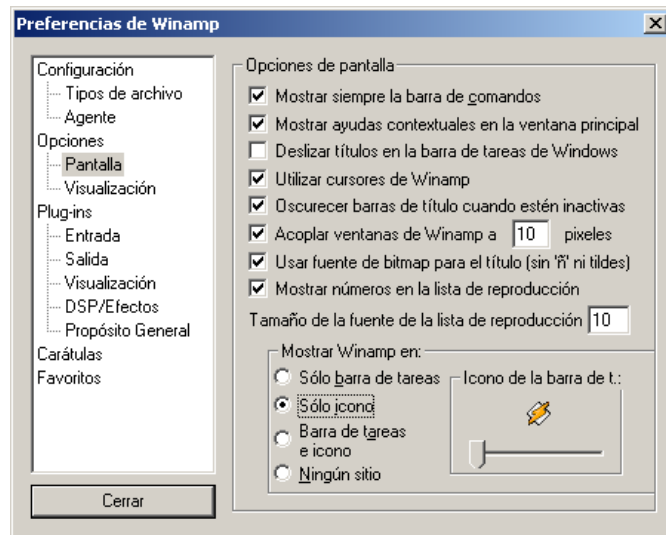 Preferencias de Winamp
Configuración
Tipos de archivo
Agente
Opciones
Pantalla
Visualización
Plug-ins
Entrada
Salida
Visualización
DSP/Efectos
Propósito General
Carátulas
Favoritos
Cerrar
Opciones de pantalla
Mostrar siempre la barra de comandos
Mostrar ayudas contextuales en la ventana principal
Deslizar títulos en la barra de tareas de Windows
Utilizar cursores de Winamp
Oscurecer barras de título cuando estén inactivas
Acoplar ventanas de Winamp a 10 pixeles
Usar fuente de bitmap para el título (sin 'ñ' ni tildes)
Mostrar números en la lista de reproducción
Tamaño de la fuente de la lista de reproducción 10
Mostrar Winamp en:
Sólo barra de tareas
Sólo icono
Barra de tareas
e icono
Ningún sitio
Icono de la barra de t.: